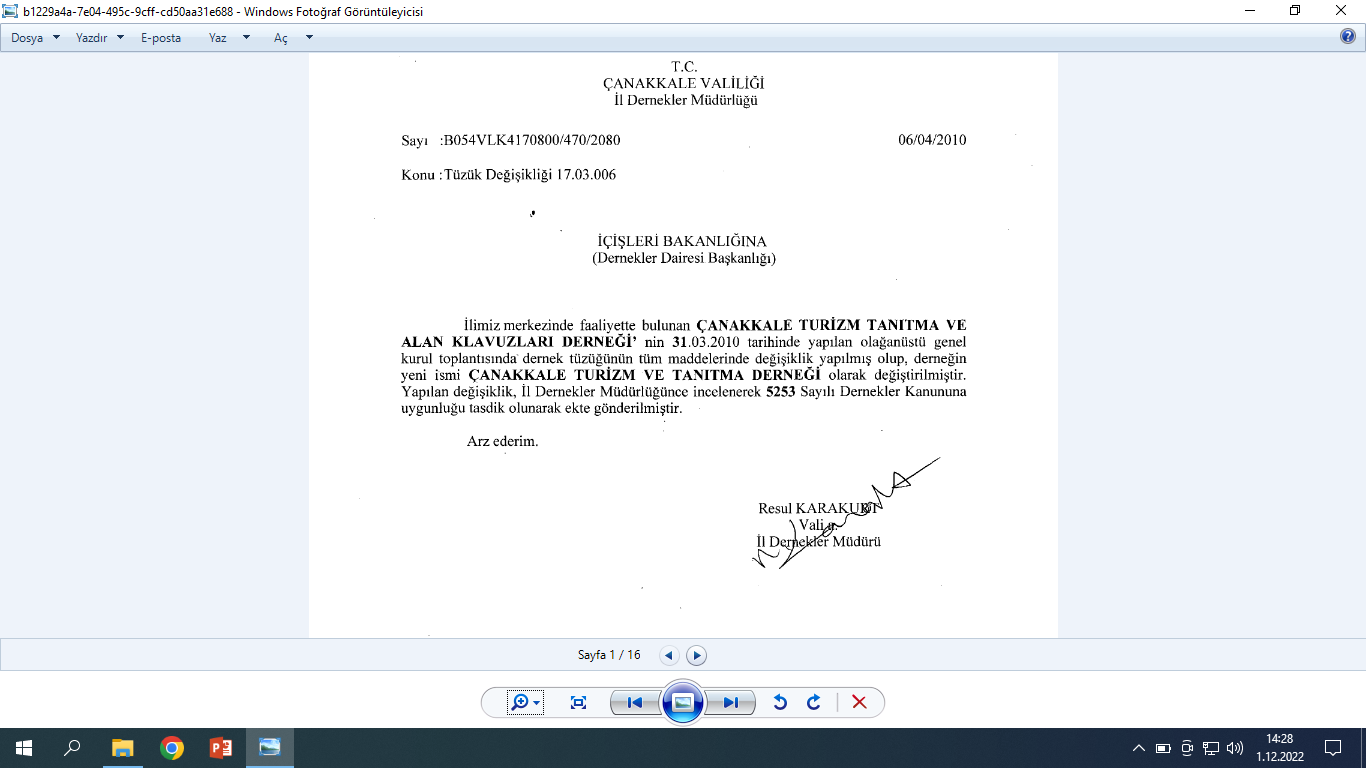 b1229a4a-7e04-495c-9cff-cd50aa31e688 - Windows Fotoğraf Görüntüleyicisi
Dosya Yazdır E-posta Yaz Aç
T.C.
ÇANAKKALE VALİLİĞİ
İl Dernekler Müdürlüğü
Sayı :B054VLK4170800/470/2080 06/04/2010
Konu :Tüzük Değişikliği 17.03.006
İÇİŞLERİ BAKANLIĞINA
(Dernekler Dairesi Başkanlığı)
İlimiz merkezinde faaliyette bulunan ÇANAKKALE TURİZM TANITMA VE
ALAN KLAVUZLARI DERNEĞİ' nin 31.03.2010 tarihinde yapılan olağanüstü genel
kurul toplantısında dernek tüzüğünün tüm maddelerinde değişiklik yapılmış olup, derneğin
yeni ismi ÇANAKKALE TURİZM VE TANITMA DERNEĞİ olarak değiştirilmiştir.
Yapılan değişiklik, İl Dernekler Müdürlüğünce incelenerek 5253 Sayılı Dernekler Kanununa
uygunluğu tasdik olunarak ekte gönderilmiştir.
Arz ederim.
Resul KARAKURT
Vali a.
İl Dernekler Müdürü
Sayfa 1 / 16
14:28
1.12.2022